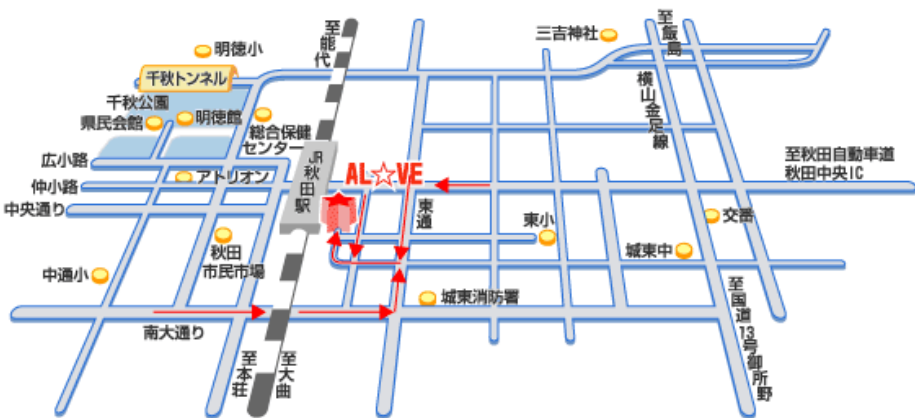 至能代
三吉神社
至飯島
明徳小
千秋トンネル
千秋公園
県民会館
明徳館
総合保健
センター
横山金足線
広小路
JR秋田駅
AL☆VE
至秋田自動車道
秋田中央IC
仲小路
アトリオン
中央通り
東通
東小
交番
秋田
市民市場
城東中
中通小
城東消防署
南大通り
至本荘
至大曲
至国道13号御所野